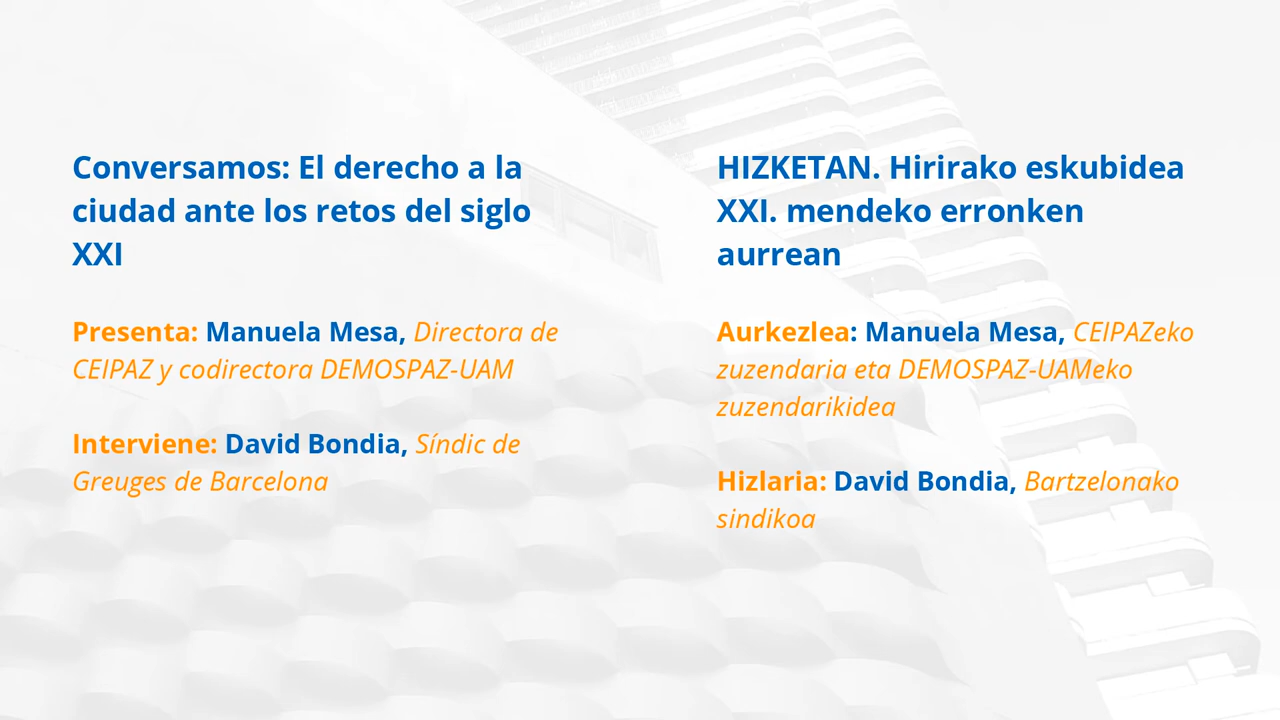 Conversamos: El derecho a la
ciudad ante los retos del siglo
XXI
Presenta: Manuela Mesa, Directora de
CEIPAZ y codirectora DEMOSPAZ-UAM
Interviene: David Bondia, Síndic de
Greuges de Barcelona
HIZKETAN. Hirirako eskubidea
XXI. mendeko erronken
aurrean
Aurkezlea: Manuela Mesa, CEIPAZeko
zuzendaria eta DEMOSPAZ-UAMeko
zuzendarikidea
Hizlaria: David Bondia, Bartzelonako
sindikoa